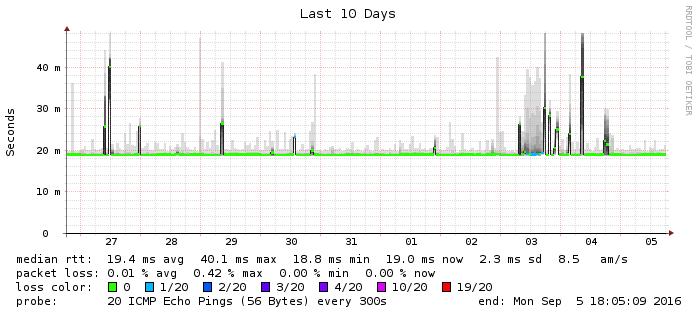 Last 10 Days
RRDTOOL / TOBI OETIKER
Seconds
40 m
30 m
20 m
10 m
0
27 28 29 30 31 01 02 03 04 05
median rtt: 19.4 ms avg 40.1 ms max 18.8 ms min 19.0 ms now 2.3 ms sd 8.5 am/s
packet loss: 0.01 % avg 0.42 % max 0.00 % min 0.00 % now
loss color: 0 1/20 2/20 3/20 4/20 10/20 19/20
probe: 20 ICMP Echo Pings (56 Bytes) every 300s end: Mon Sep 5 18:05:09 2016